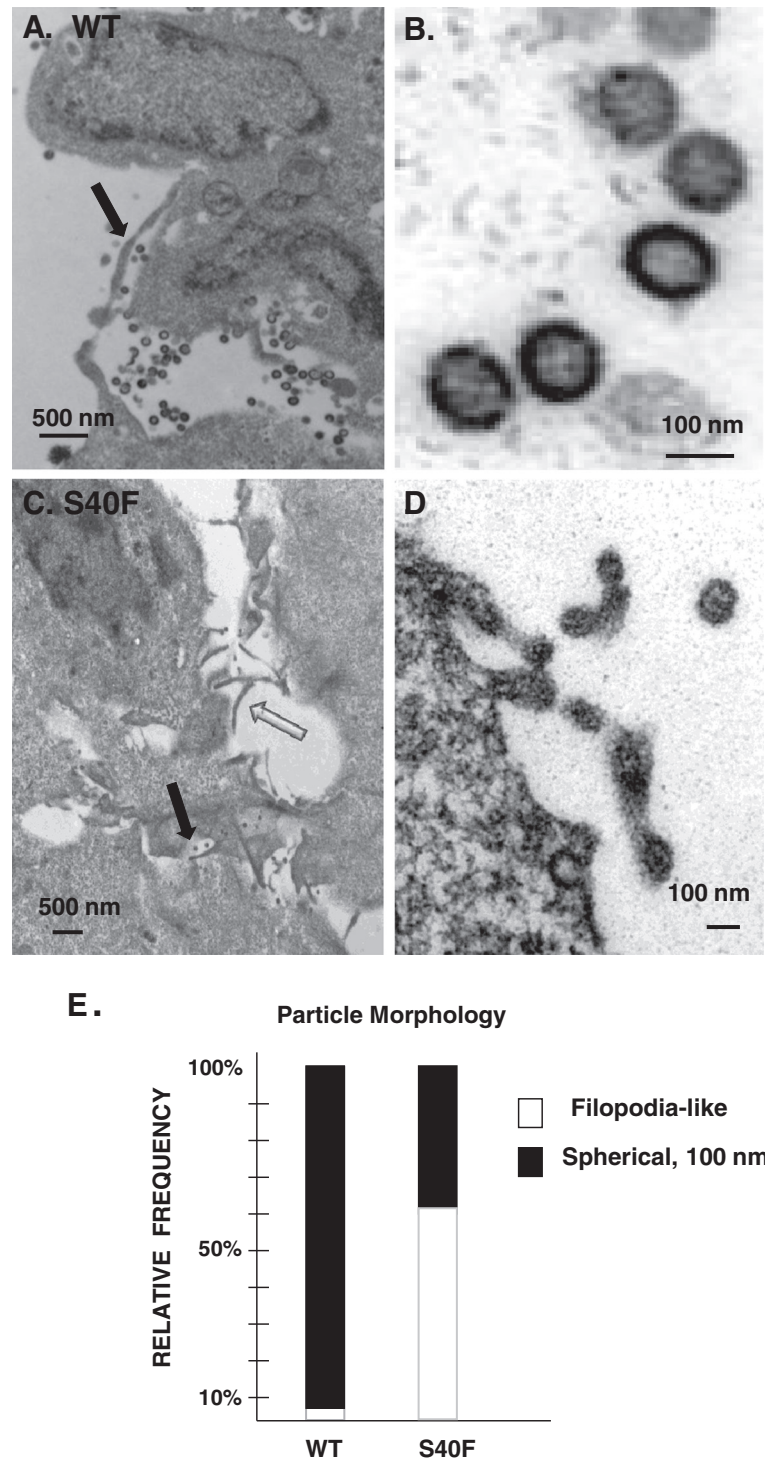 A. WT
500 nm
B.
100 nm
C. S40F
500 nm
D
100 nm
E.
Particle Morphology
RELATIVE FREQUENCY
100%
50%
10%
WT
S40F
Filopodia-like
Spherical, 100 nm